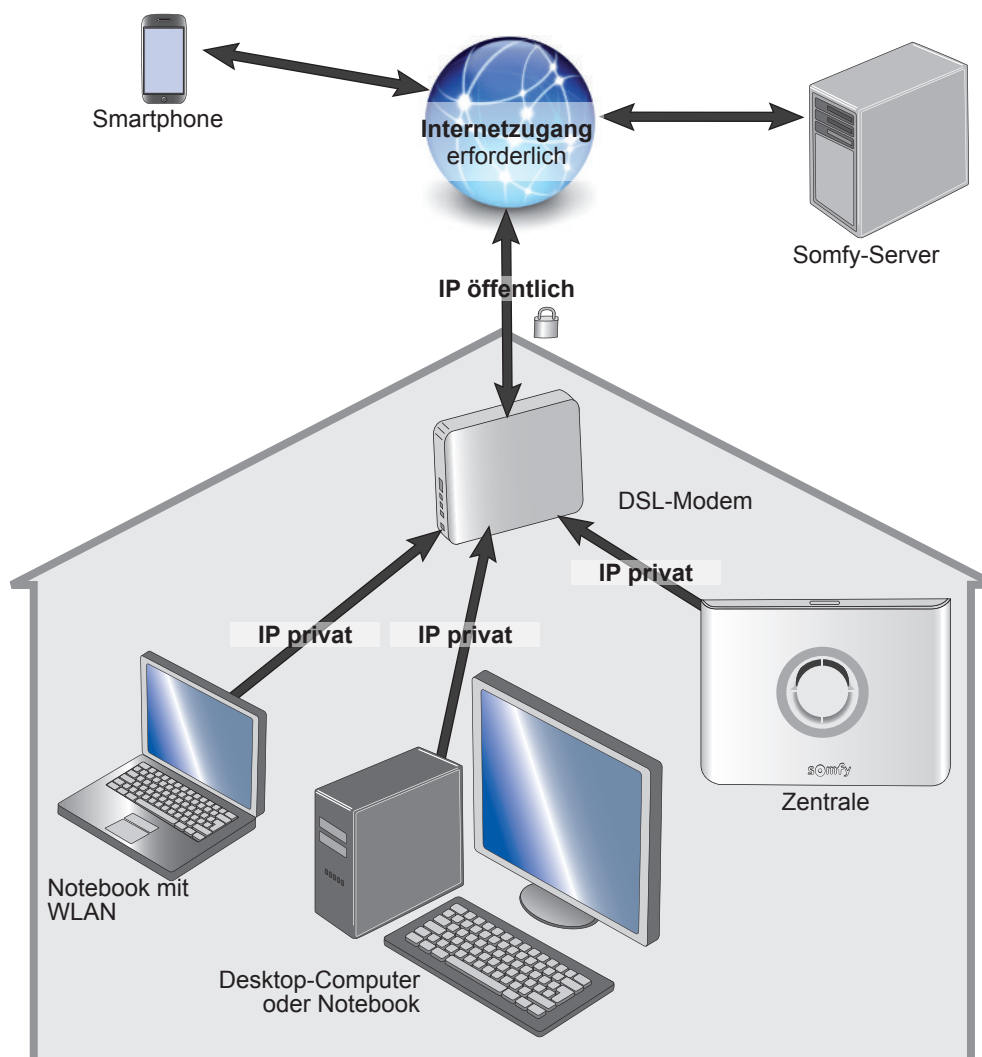 Smartphone
Internetzugang
erforderlich
Somfy-Server
IP öffentlich
DSL-Modem
IP privat
IP privat
IP privat
somfy
Zentrale
Notebook mit
WLAN
Desktop-Computer
oder Notebook